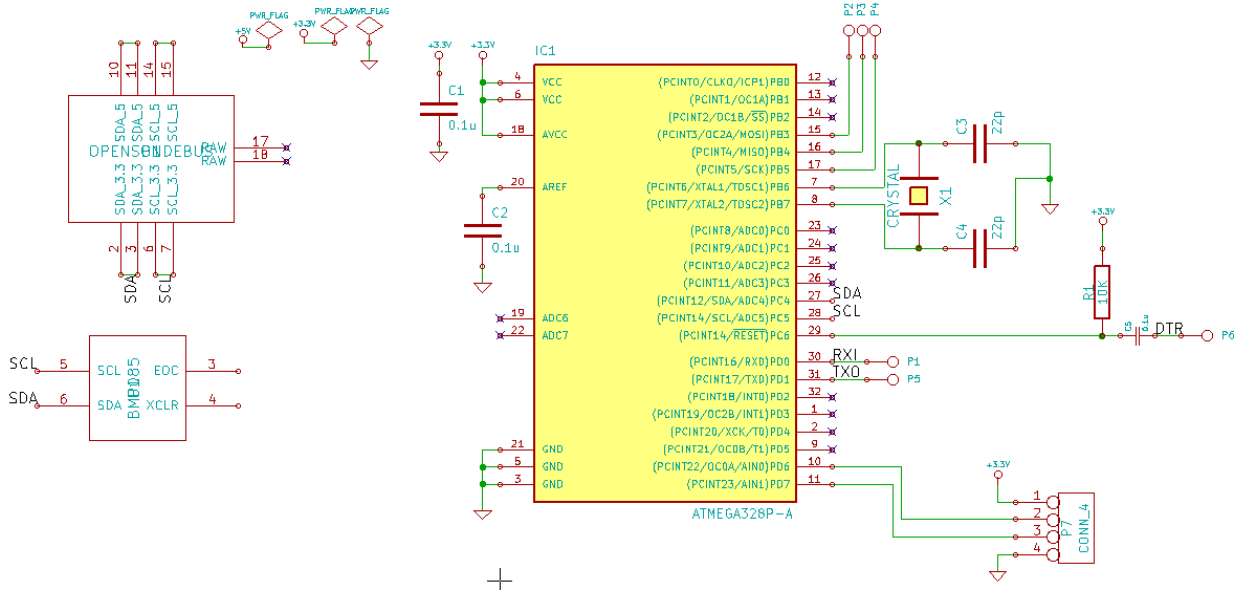 +5V
PWR_FLAG
+3.3V
PWR_FLAG
PWR_FLAG
10
11
14
15
SDA_5
SDA_5
SCL_5
SCL_5
RAW
17
RAW
18
SDA_3.3
SDA_3.3
SCL_3.3
SCL_3.3
2
3
6
7
SDA
SCL
SCL
5
SCL
EOC
3
SDA
6
SDA
XCLR
4
+3.3V
+3.3V
C1
0.1u
C2
0.1u
IC1
4
VCC
6
VCC
18
AVCC
20
AREF
19
ADC6
22
ADC7
21
GND
5
GND
3
GND
(PCINT0/CLKO/ICP1)PB0
12
(PCINT1/OC1A)PB1
13
(PCINT2/OC1B/SS)PB2
14
(PCINT3/OC2A/MOSI)PB3
15
(PCINT4/MISO)PB4
16
(PCINT5/SCK)PB5
17
(PCINT6/XTAL1/TOSC1)PB6
7
(PCINT7/XTAL2/TOSC2)PB7
8
(PCINT8/ADC0)PC0
23
(PCINT9/ADC1)PC1
24
(PCINT10/ADC2)PC2
25
(PCINT11/ADC3)PC3
26
(PCINT12/SDA/ADC4)PC4
27
SDA
(PCINT14/SCL/ADC5)PC5
28
SCL
(PCINT14/RESET)PC6
29
(PCINT16/RXD)PD0
30
RXI
P1
(PCINT17/TXD)PD1
31
TXO
P5
(PCINT18/INT0)PD2
32
(PCINT19/OC2B/INT1)PD3
1
(PCINT20/XCK/T0)PD4
2
(PCINT21/OC0B/T1)PD5
9
(PCINT22/OC0A/AIN0)PD6
10
(PCINT23/AIN1)PD7
11
ATMEGA328P-A
P2
P3
P4
CRYSTAL
X1
C3
22p
C4
22p
+3.3V
R1
10K
C5
0.1u
DTR
P6
+3.3V
1
2
3
4
P7
CONN_4